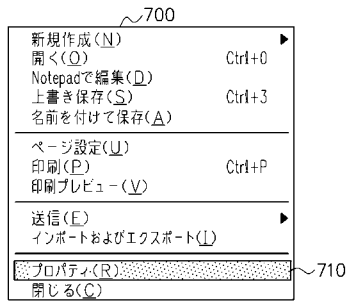 700
新規作成(N)
開く(O) Ctrl+O
Notepadで編集(D)
上書き保存(S) Ctrl+3
名前を付けて保存(A)
ページ設定(U)
印刷(P) Ctrl+P
印刷プレビュー(V)
送信(E)
インポートおよびエクスポート(I)
プロパティ(R) 710
閉じる(C)